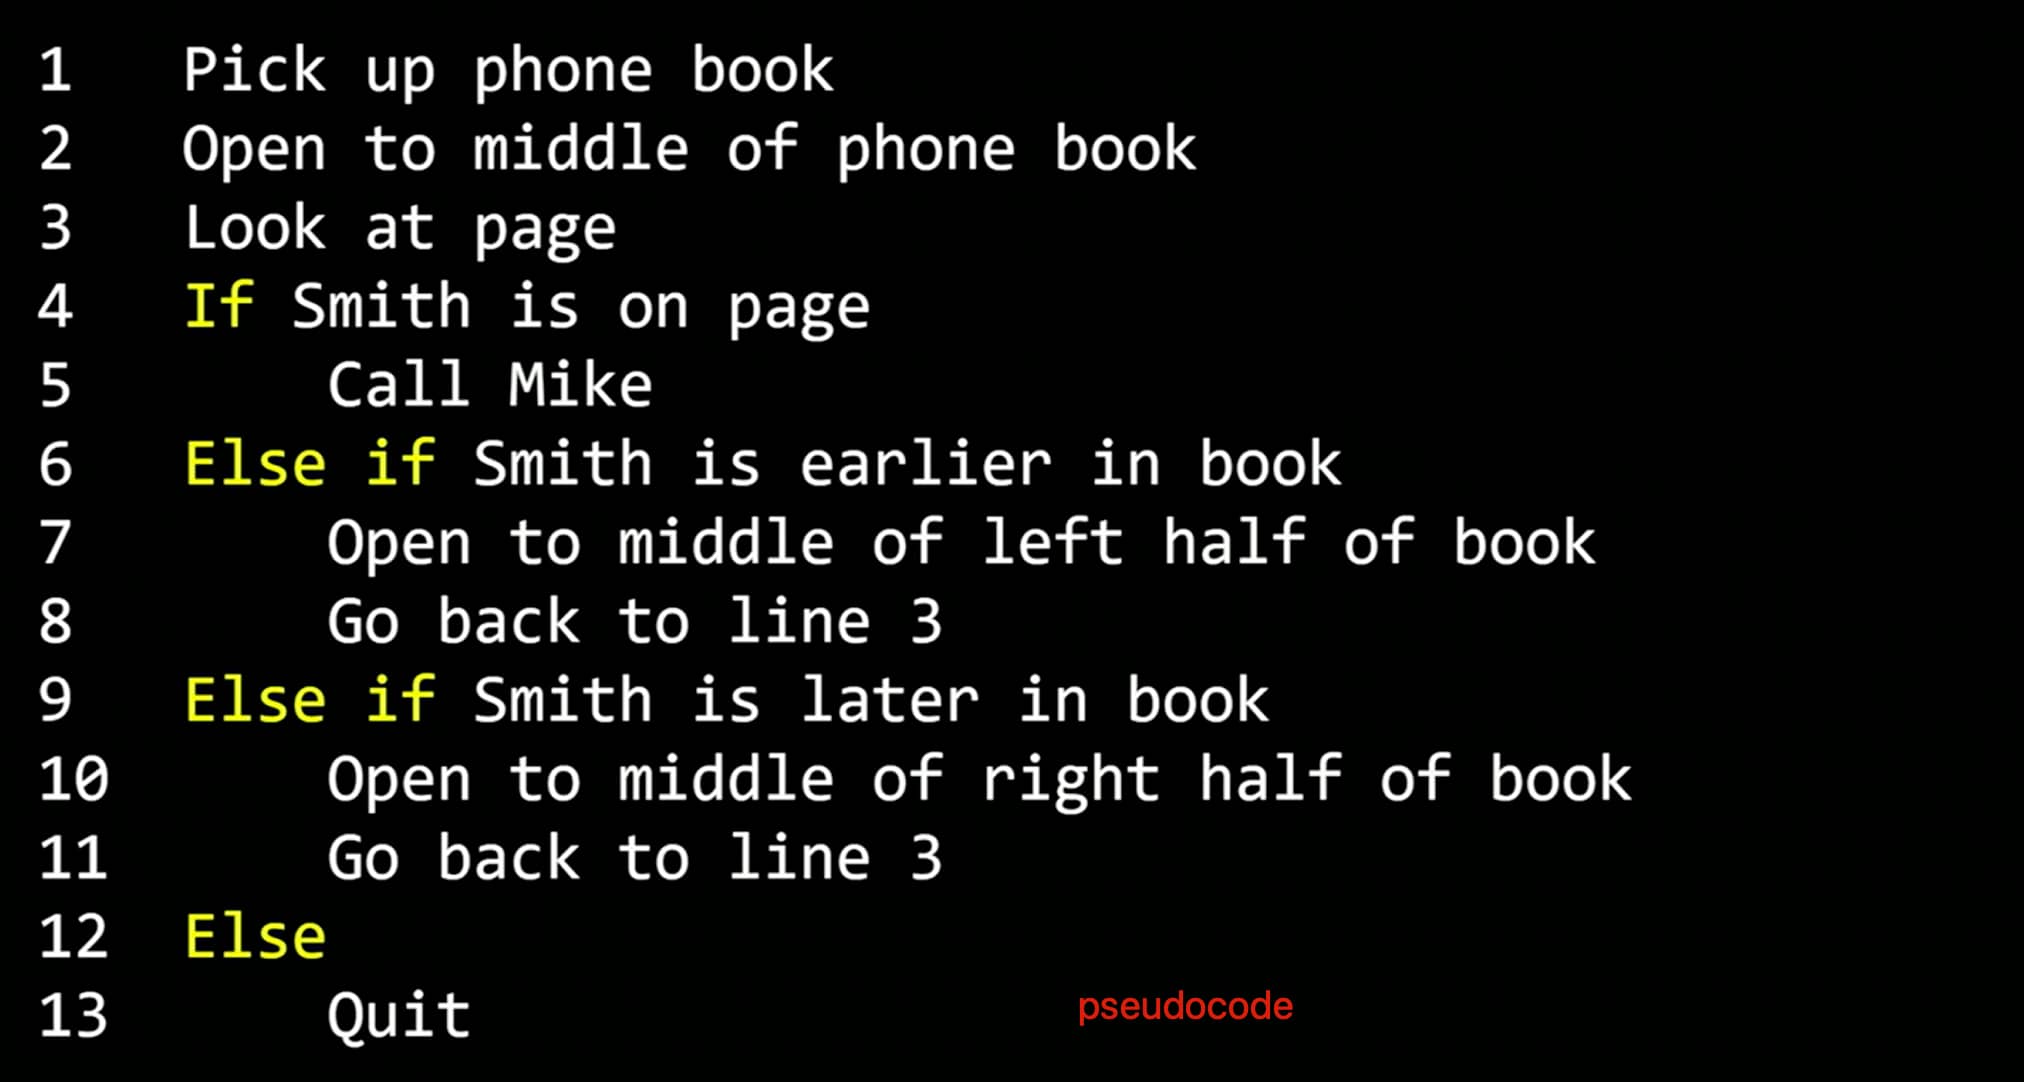 1 Pick up phone book
2 Open to middle of phone book
3 Look at page
4 If Smith is on page
5 Call Mike
6 Else if Smith is earlier in book
7 Open to middle of left half of book
8 Go back to line 3
9 Else if Smith is later in book
10 Open to middle of right half of book
11 Go back to line 3
12 Else
13 Quit
pseudocode